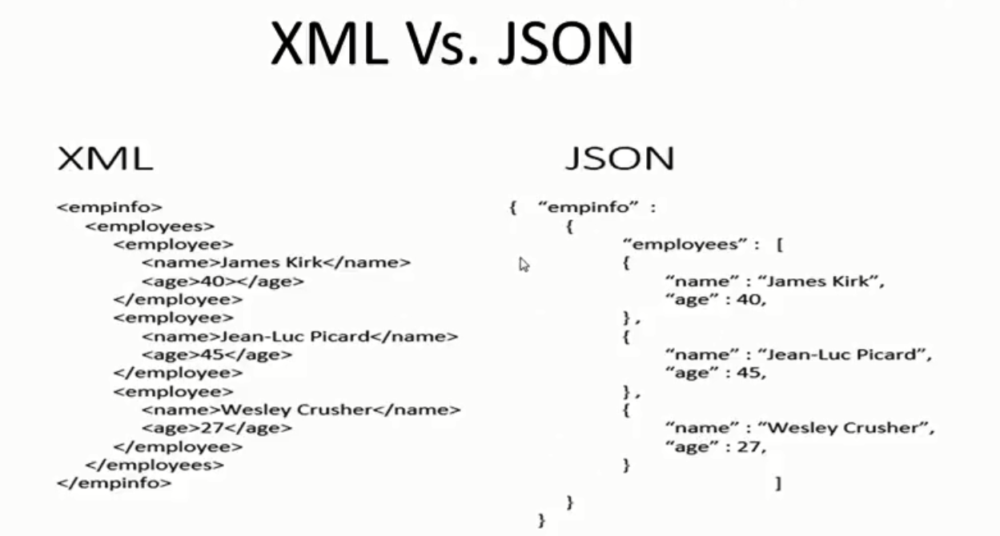 XML Vs. JSON
XML
<empinfo>
<employees>
<employee>
<name>James Kirk</name>
<age>40></age>
</employee>
<employee>
<name>Jean-Luc Picard</name>
<age>45</age>
</employee>
<employee>
<name>Wesley Crusher</name>
<age>27</age>
</employee>
</employees>
</empinfo>
JSON
{ “empinfo” :
{
“employees” : [
{
“name” : “James Kirk”,
“age” : 40,
} ,
{
“name” : “Jean-Luc Picard”,
“age” : 45,
} ,
{
“name” : “Wesley Crusher”,
“age” : 27,
}
]
}
}